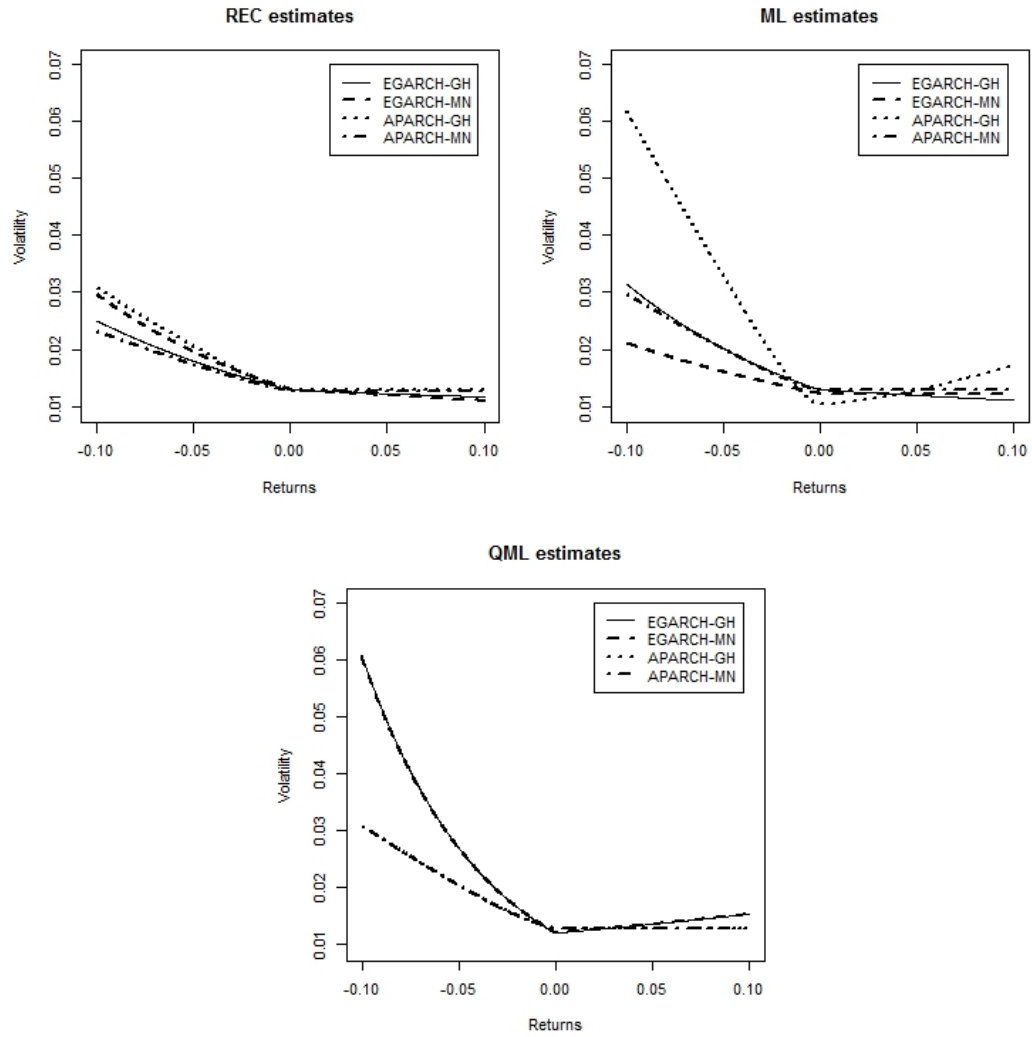 REC estimates
0.07
0.06
0.05
0.04
0.03
0.02
0.01
Volatility
EGARCH-GH
EGARCH-MN
APARCH-GH
APARCH-MN
-0.10
-0.05
0.00
0.05
0.10
Returns
ML estimates
0.07
0.06
0.05
0.04
0.03
0.02
0.01
Volatility
EGARCH-GH
EGARCH-MN
APARCH-GH
APARCH-MN
-0.10
-0.05
0.00
0.05
0.10
Returns
QML estimates
0.07
0.06
0.05
0.04
0.03
0.02
0.01
Volatility
EGARCH-GH
EGARCH-MN
APARCH-GH
APARCH-MN
-0.10
-0.05
0.00
0.05
0.10
Returns